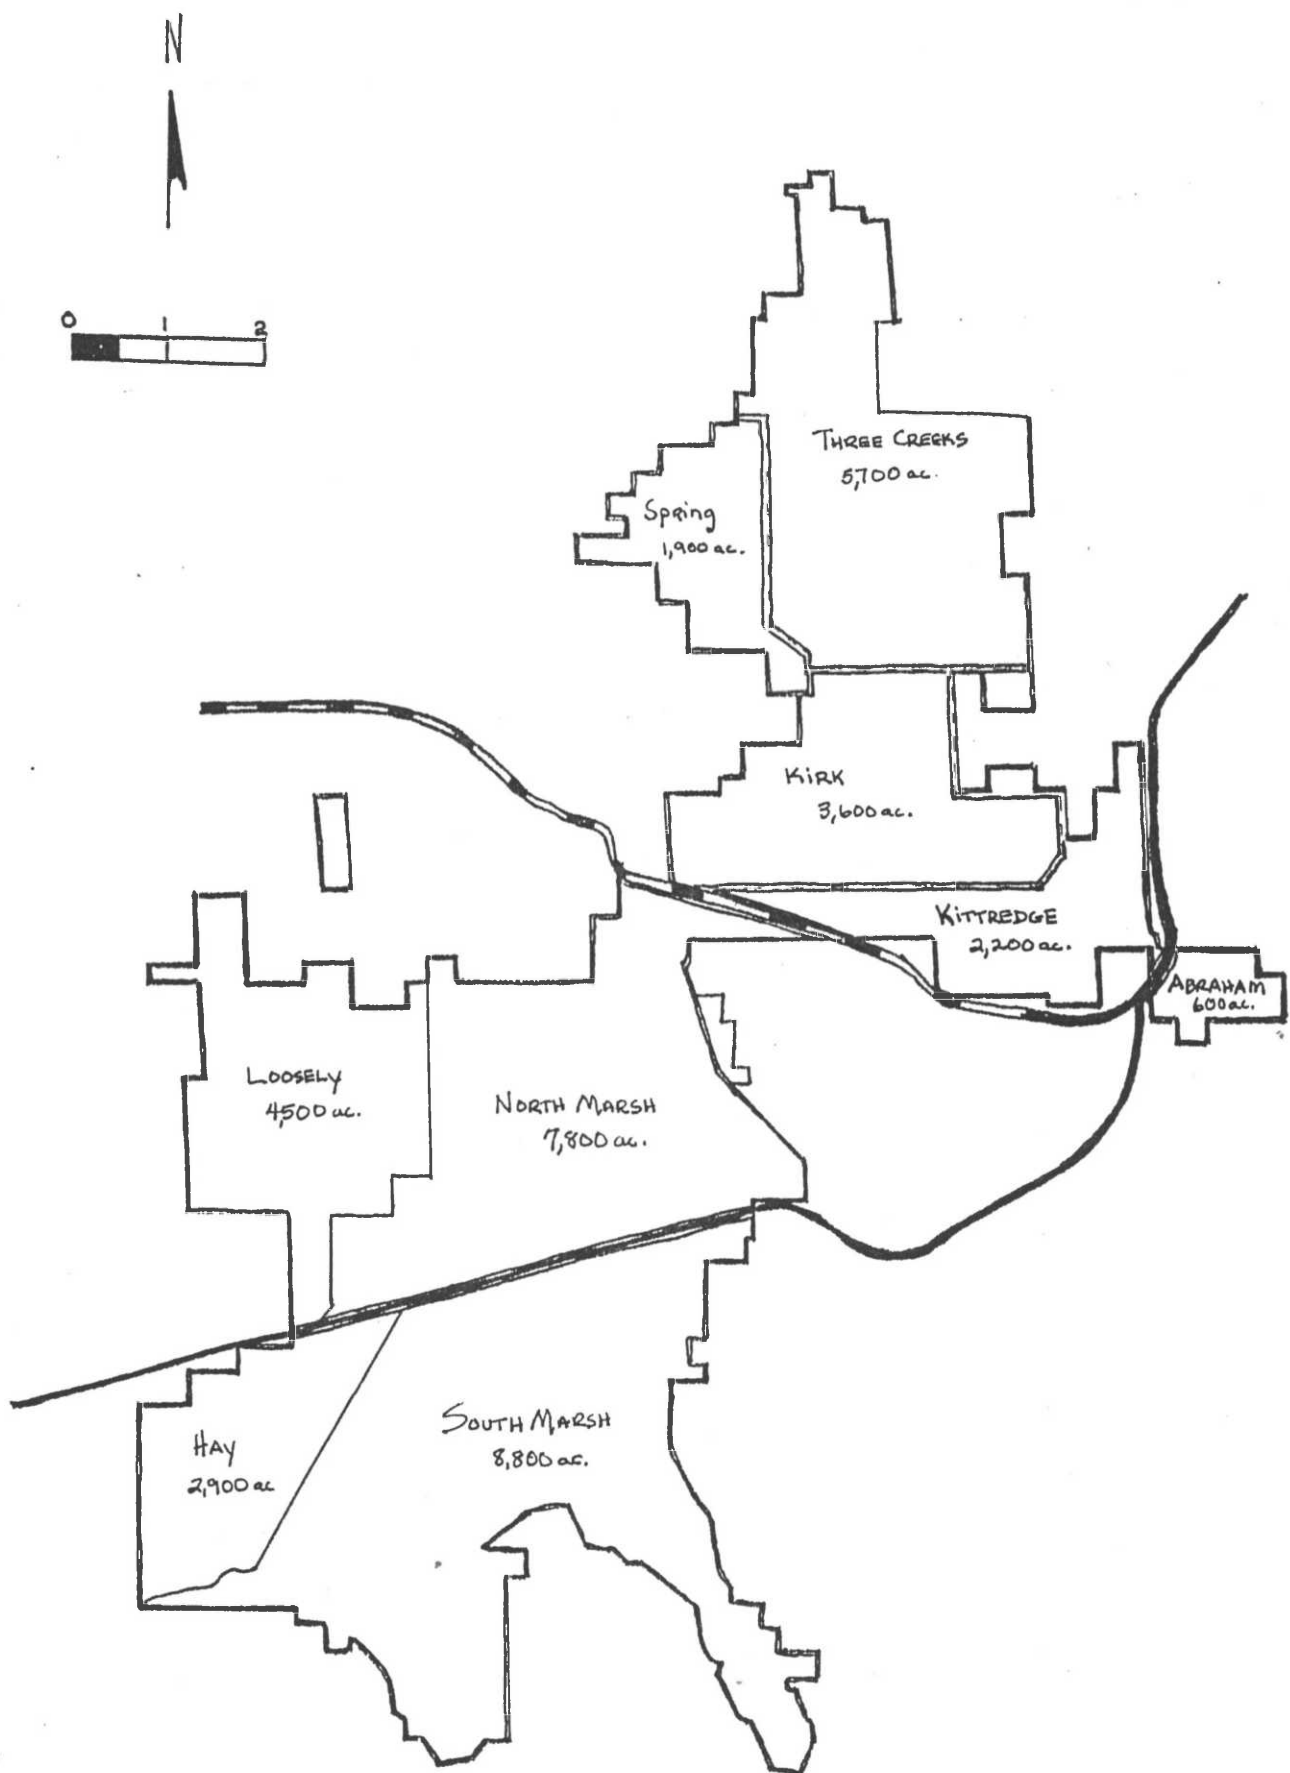 N
0 1 2
THREE CREEKS
5,700 ac.
Spring
1,900 ac.
KIRK
3,600 ac.
KITTREDGE
2,200 ac.
ABRAHAM
600 ac.
LOOSELY
4,500 ac.
NORTH MARSH
7,800 ac.
SOUTH MARSH
8,800 ac.
HAY
2,900 ac